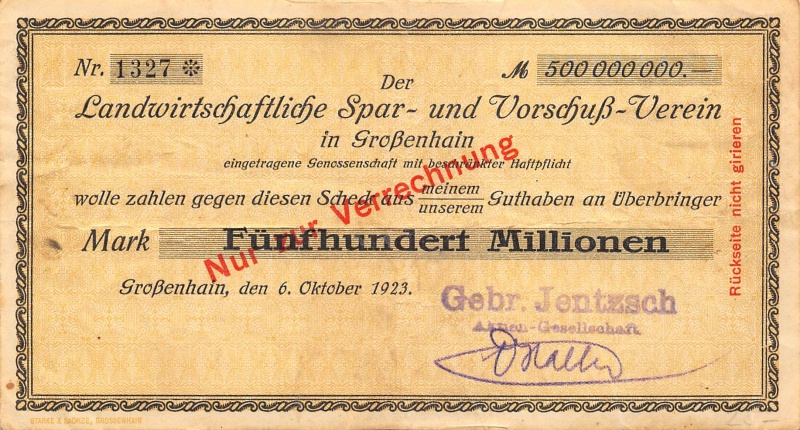 Nr. 1327 * M 500 000 000.—
Der
Landwirtschaftliche Spar- und Vorschuß-Verein
in Großenhain
eingetragene Genossenschaft mit beschränkter Haftpflicht
wolle zahlen gegen diesen Scheck aus meinem
unserem Guthaben an Überbringer
Mark Fünfhundert Millionen
Großenhain, den 6. Oktober 1923.
Gebr. Jentzsch
Aktien-Gesellschaft
Nur zur Verrechnung
Rückseite nicht girieren
GROSSENHAIN